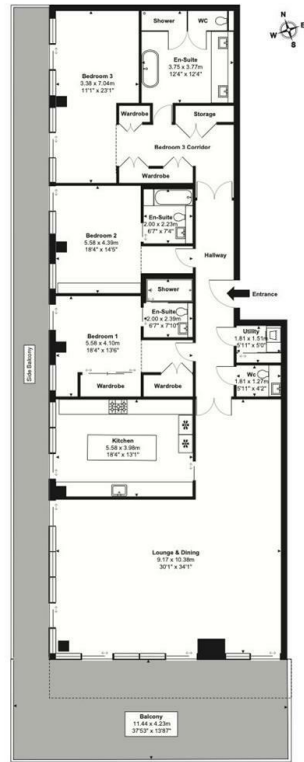 N
E
S
W
Shower
WC
Bedroom 3
3.38 x 7.04m
11'1" x 23'1"
En-Suite
3.75 x 3.77m
12'4" x 12'4"
Wardrobe
Storage
Bedroom 3 Corridor
Wardrobe
En-Suite
2.00 x 2.23m
6'7" x 7'4"
Bedroom 2
5.58 x 4.39m
18'4" x 14'5"
Hallway
Shower
Entrance
En-Suite
2.00 x 2.39m
6'7" x 7'10"
Bedroom 1
5.58 x 4.10m
18'4" x 13'6"
Utility
1.81 x 1.51m
5'11" x 5'0"
Side Balcony
Wardrobe
Wardrobe
Wc
1.81 x 1.27m
5'11" x 4'2"
Kitchen
5.58 x 3.98m
18'4" x 13'1"
Lounge & Dining
9.17 x 10.38m
30'1" x 34'1"
Balcony
11.44 x 4.23m
37'53" x 13'87"